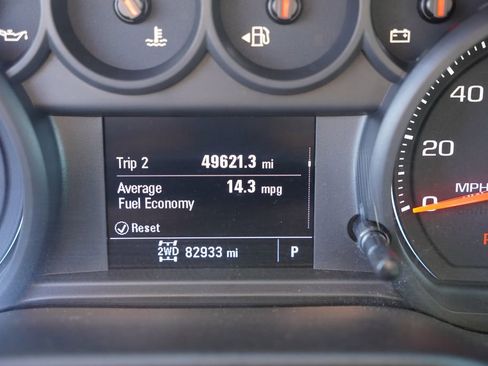 40
20
0
MPH
Trip 2 49621.3 mi
Average 14.3 mpg
Fuel Economy
Reset
2WD 82933 mi P